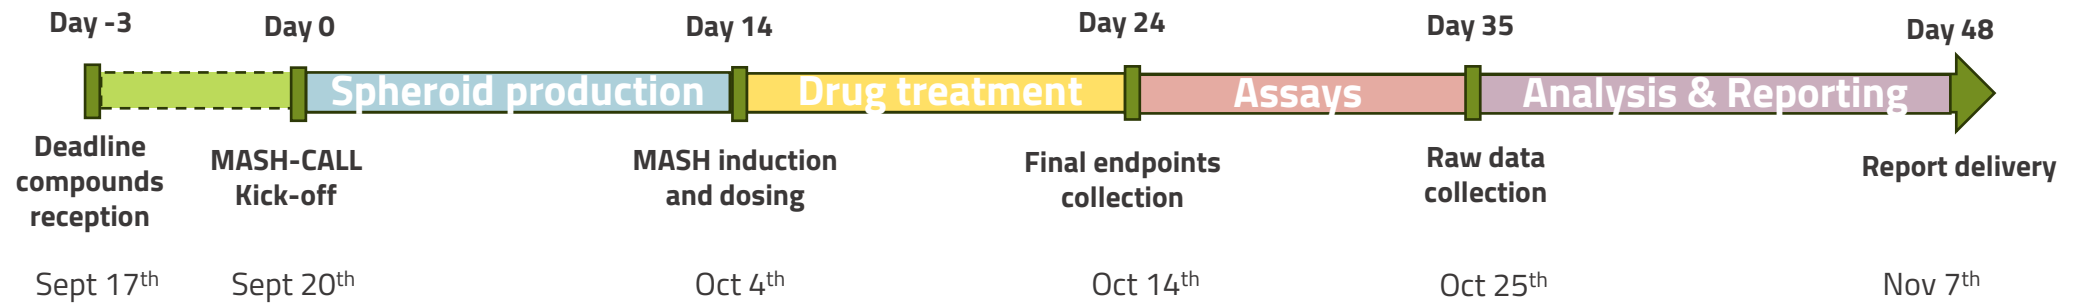 Day -3
Day 0
Day 14
Day 24
Day 35
Day 48
Spheroid production
Drug treatment
Assays
Analysis & Reporting
Deadline
compounds
reception
MASH-CALL
Kick-off
MASH induction
and dosing
Final endpoints
collection
Raw data
collection
Report delivery
Sept 17th
Sept 20th
Oct 4th
Oct 14th
Oct 25th
Nov 7th